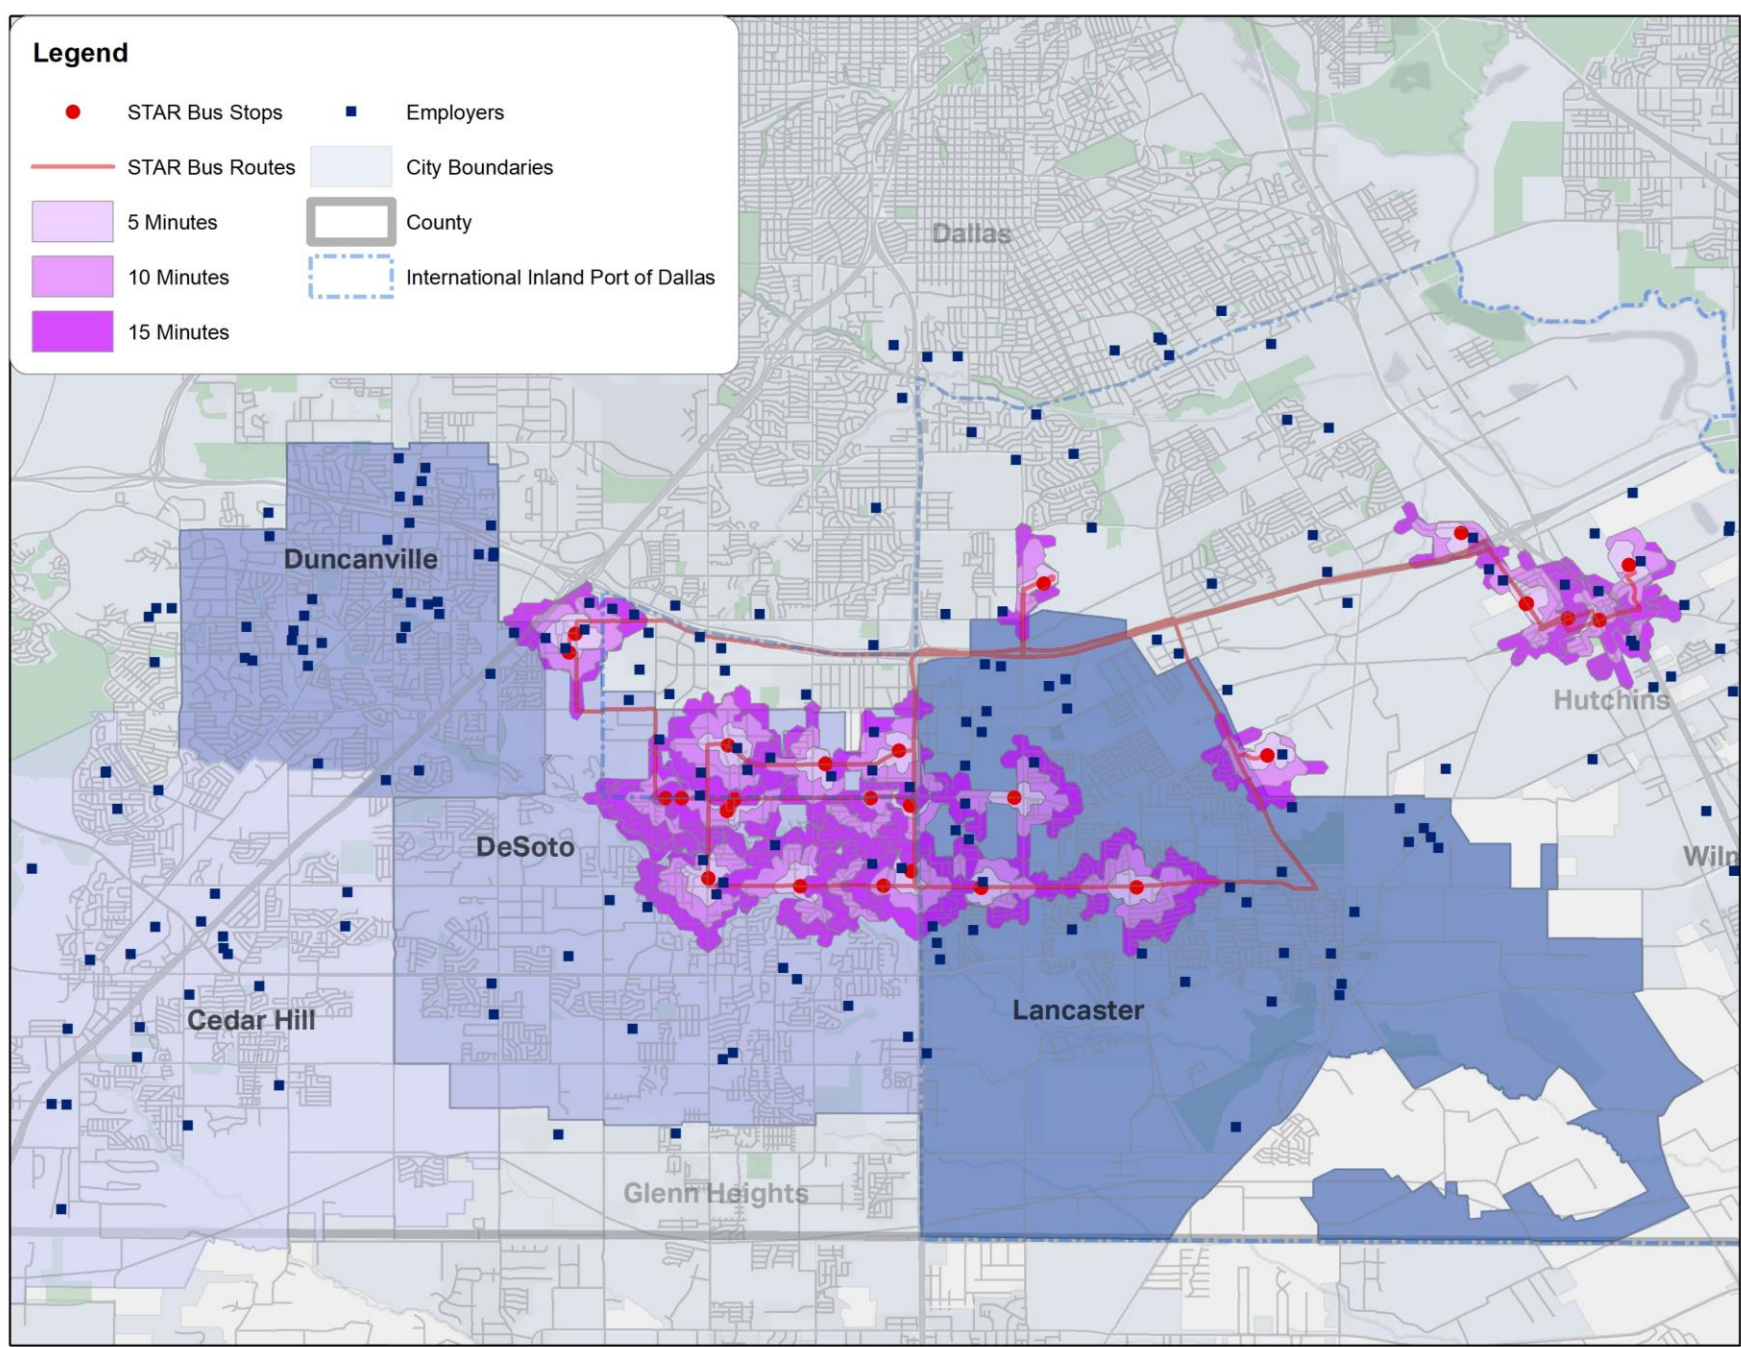 Legend
STAR Bus Stops
Employers
STAR Bus Routes
City Boundaries
5 Minutes
County
10 Minutes
International Inland Port of Dallas
15 Minutes
Dallas
Duncanville
Hutchins
DeSoto
Wiln
Lancaster
Cedar Hill
Glenn Heights